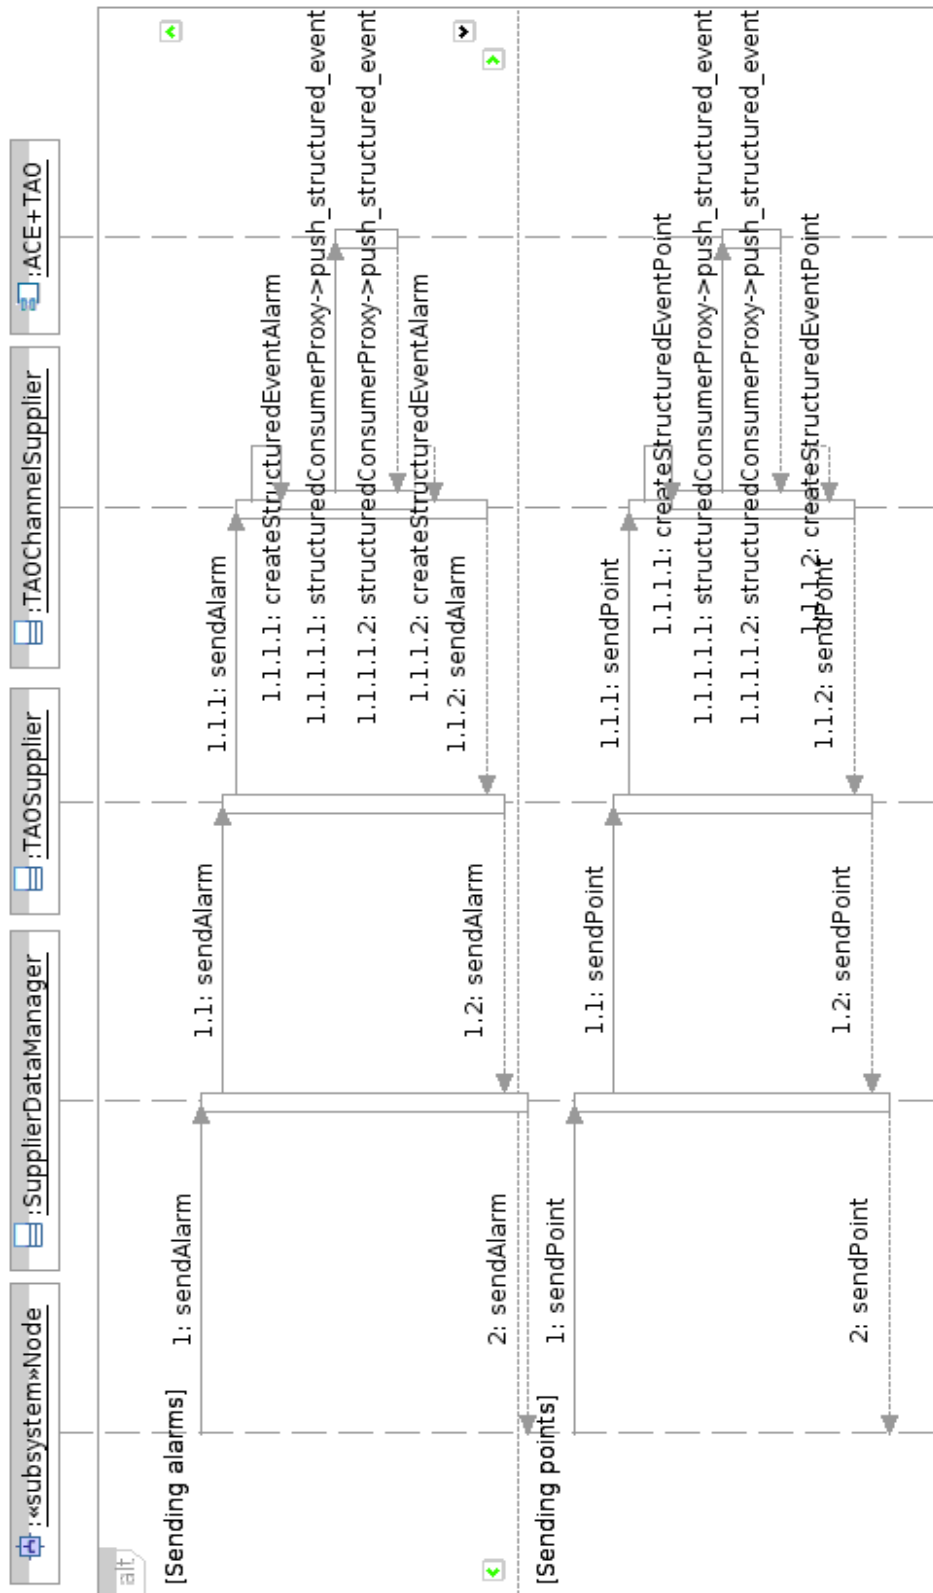 :«subsystem»Node
:SupplierDataManager
:TAOSupplier
:TAOChannelSupplier
:ACE+TAO
alt
[Sending alarms]
1: sendAlarm
1.1: sendAlarm
1.1.1: sendAlarm
1.1.1.1: createStructuredEventAlarm
1.1.1.1.1: structuredConsumerProxy->push_structured_event
1.1.1.1.2: structuredConsumerProxy->push_structured_event
1.1.1.2: createStructuredEventAlarm
1.1.2: sendAlarm
1.2: sendAlarm
2: sendAlarm
[Sending points]
1: sendPoint
1.1: sendPoint
1.1.1: sendPoint
1.1.1.1: createStructuredEventPoint
1.1.1.1.1: structuredConsumerProxy->push_structured_event
1.1.1.1.2: structuredConsumerProxy->push_structured_event
1.1.1.2: createStructuredEventPoint
1.1.2: sendPoint
1.2: sendPoint
2: sendPoint